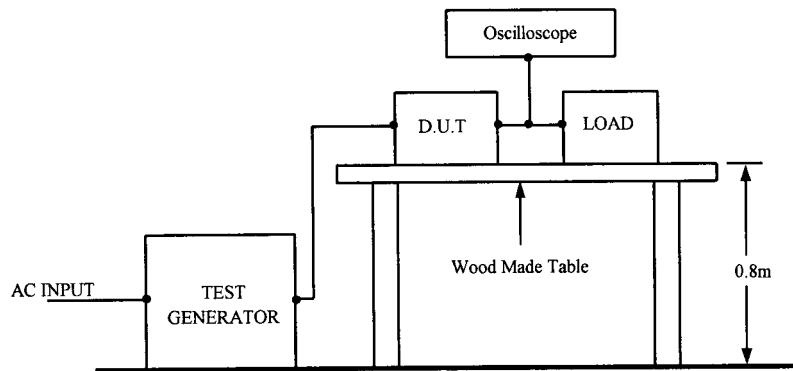 Oscilloscope
D.U.T
LOAD
Wood Made Table
0.8m
AC INPUT
TEST
GENERATOR